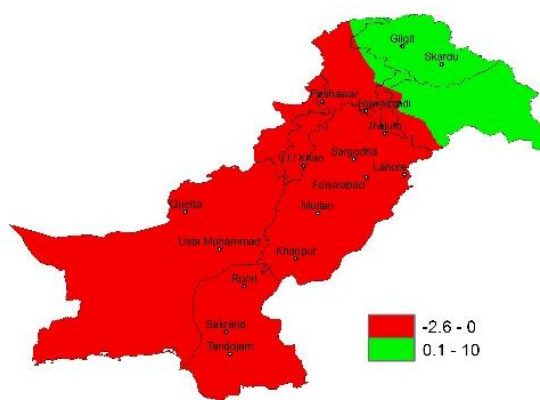 Gilgit
Skardu
Peshawar
Rawalpindi
Jhelum
Sargodha
D I Khan
Lahore
Faisalabad
Quetta
Multan
Usta Muhammad
Khanpur
Rohri
-2.6 - 0
Sakrand
0.1 - 10
Tandojam